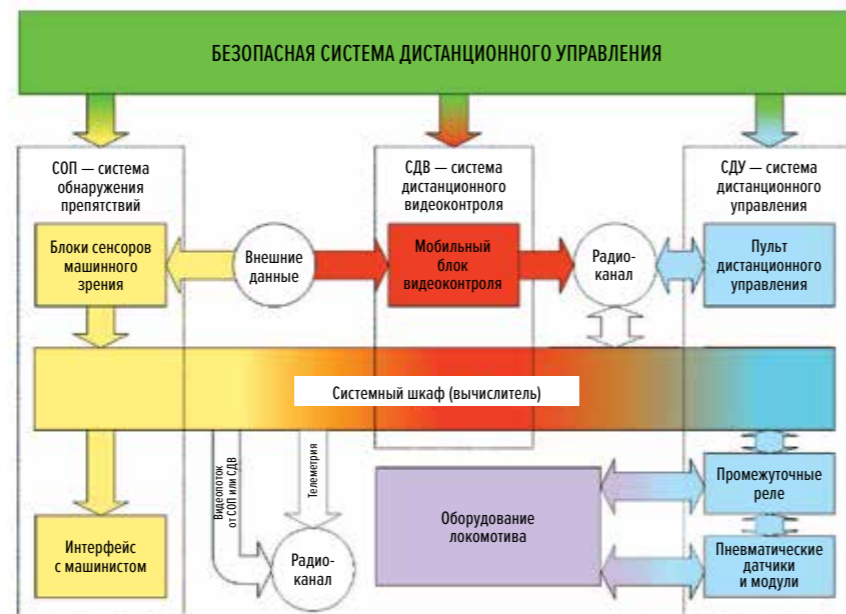 БЕЗОПАСНАЯ СИСТЕМА ДИСТАНЦИОННОГО УПРАВЛЕНИЯ
СОП — система
обнаружения
препятствий
СДВ — система
дистанционного
видеоконтроля
СДУ — система
дистанционного
управления
Блоки сенсоров
машинного
зрения
Внешние
данные
Мобильный
блок
видеоконтроля
Радио-
канал
Пульт
дистанционного
управления
Системный шкаф (вычислитель)
Видеопоток
от СОП или СДВ
Телеметрия
Оборудование
локомотива
Промежуточные
реле
Интерфейс
с машинистом
Радио-
канал
Пневматические
датчики
и модули